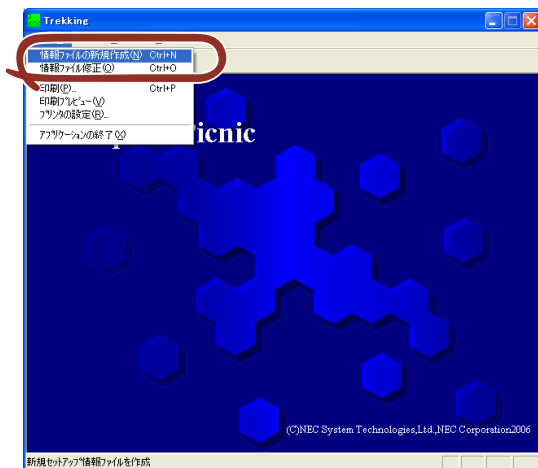 Trekking
情報ファイルの新規作成(N) Ctrl+N
情報ファイル修正(O) Ctrl+O
印刷(P)... Ctrl+P
印刷プレビュー(V)
プリンタの設定(R)...
アプリケーションの終了(X)
icnic
(C)NEC System Technologies,Ltd.,NEC Corporation2006
新規セットアップ情報ファイルを作成